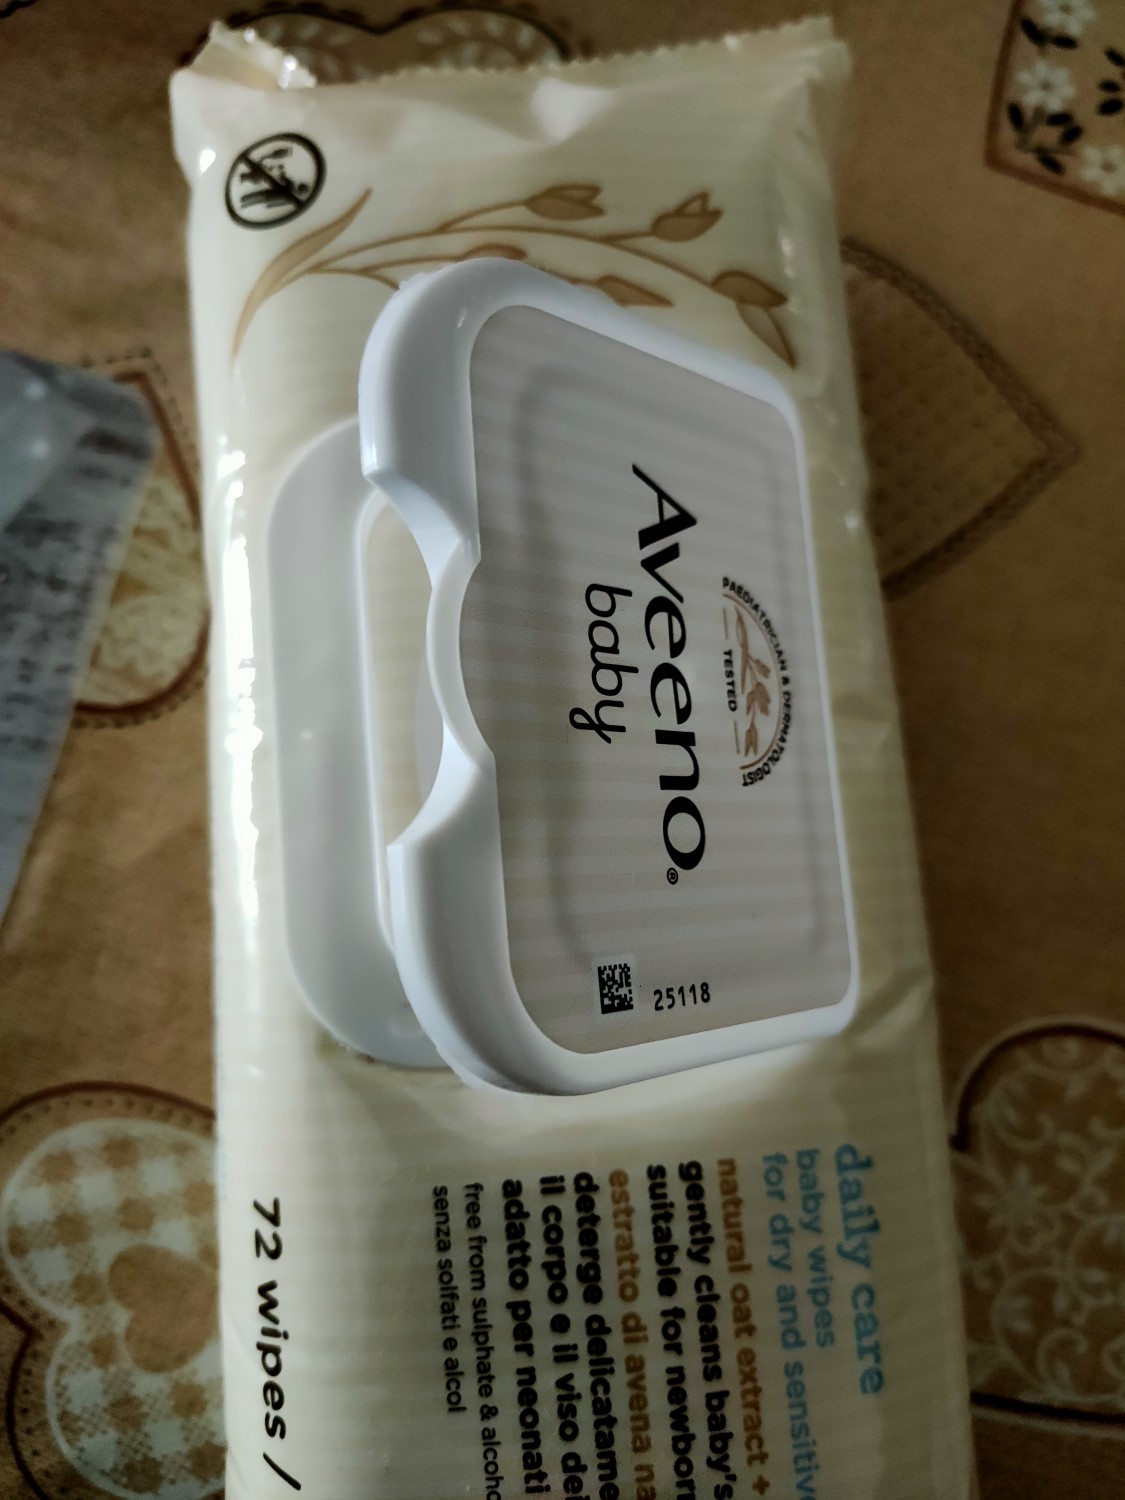 PAEDIATRICIAN & DERMATOLOGIST
TESTED
Aveeno®
baby
25118
daily care
baby wipes
for dry and sensitive
natural oat extract +
gently cleans baby's
suitable for newborn
estratto di avena na
deterge delicatame
il corpo e il viso dei
adatto per neonati
free from sulphate & alcoho
senza solfati e alcol
72 wipes /